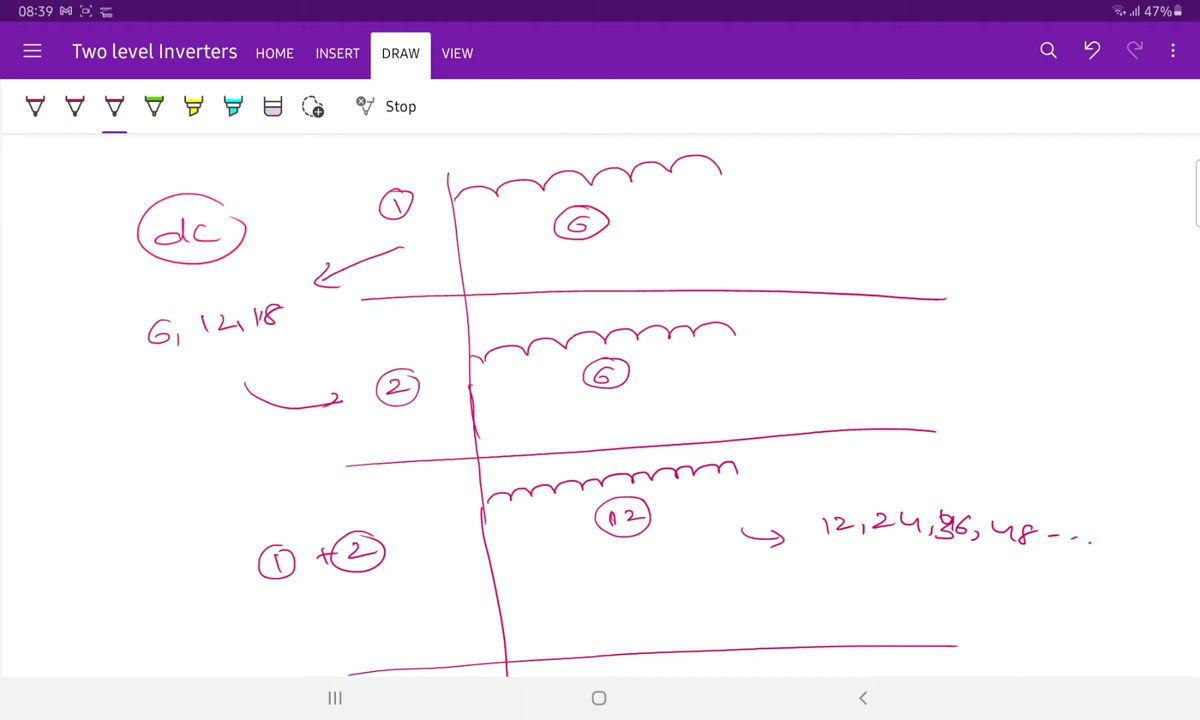 08:39 47%
Two level Inverters HOME INSERT DRAW VIEW
Stop
1
dc
6
6, 12, 18
2
6
12
12, 24, 36, 48 - ...
1 + 2